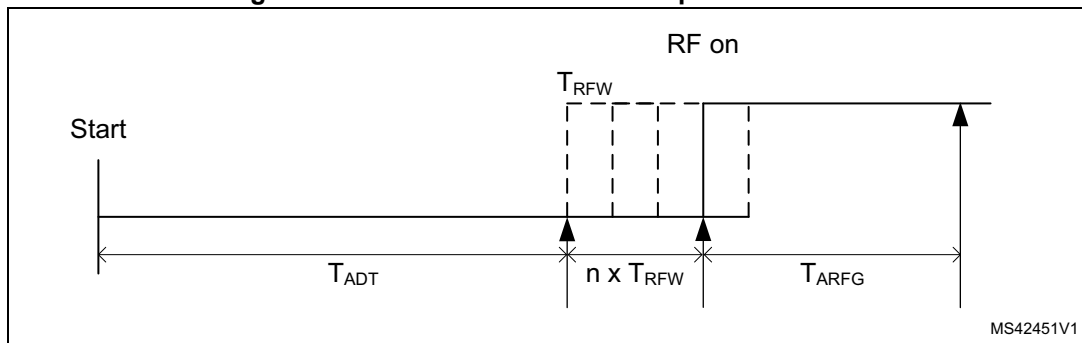 RF on
T_RFW
Start
T_ADT
n x T_RFW
T_ARFG
MS42451V1